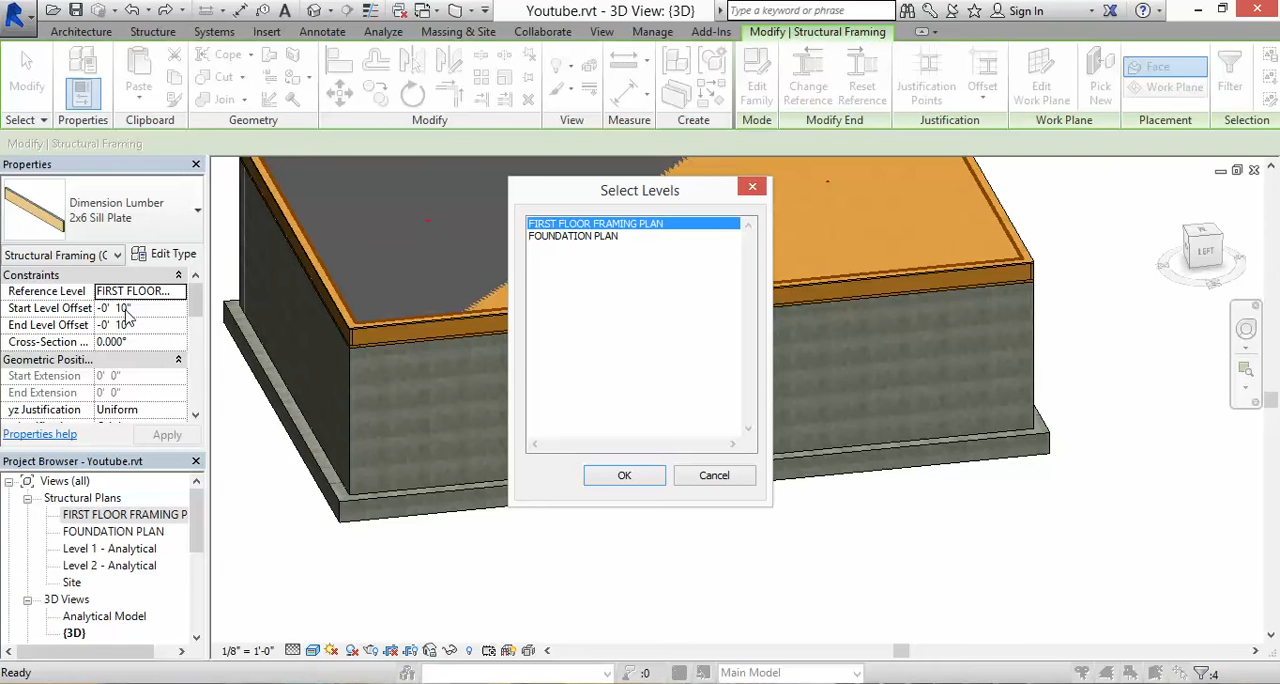 Youtube.rvt - 3D View: {3D}
Type a keyword or phrase
Sign In
Architecture Structure Systems Insert Annotate Analyze Massing & Site Collaborate View Manage Add-Ins Modify | Structural Framing
Modify
Paste
Cope
Cut
Join
Edit Family
Change Reference
Reset Reference
Justification Points
Offset
Edit Work Plane
Pick New
Face
Work Plane
Filter
Select Properties Clipboard Geometry Modify View Measure Create Mode Modify End Justification Work Plane Placement Selection
Modify | Structural Framing
Properties
Dimension Lumber
2x6 Sill Plate
Structural Framing (C
Edit Type
Constraints
Reference Level FIRST FLOOR...
Start Level Offset -0' 10"
End Level Offset -0' 10"
Cross-Section ... 0.000°
Geometric Positi...
Start Extension 0' 0"
End Extension 0' 0"
yz Justification Uniform
Properties help
Apply
Project Browser - Youtube.rvt
Views (all)
Structural Plans
FIRST FLOOR FRAMING P
FOUNDATION PLAN
Level 1 - Analytical
Level 2 - Analytical
Site
3D Views
Analytical Model
{3D}
Select Levels
FIRST FLOOR FRAMING PLAN
FOUNDATION PLAN
OK
Cancel
LEFT
1/8" = 1'-0"
Ready
:0
Main Model
:4